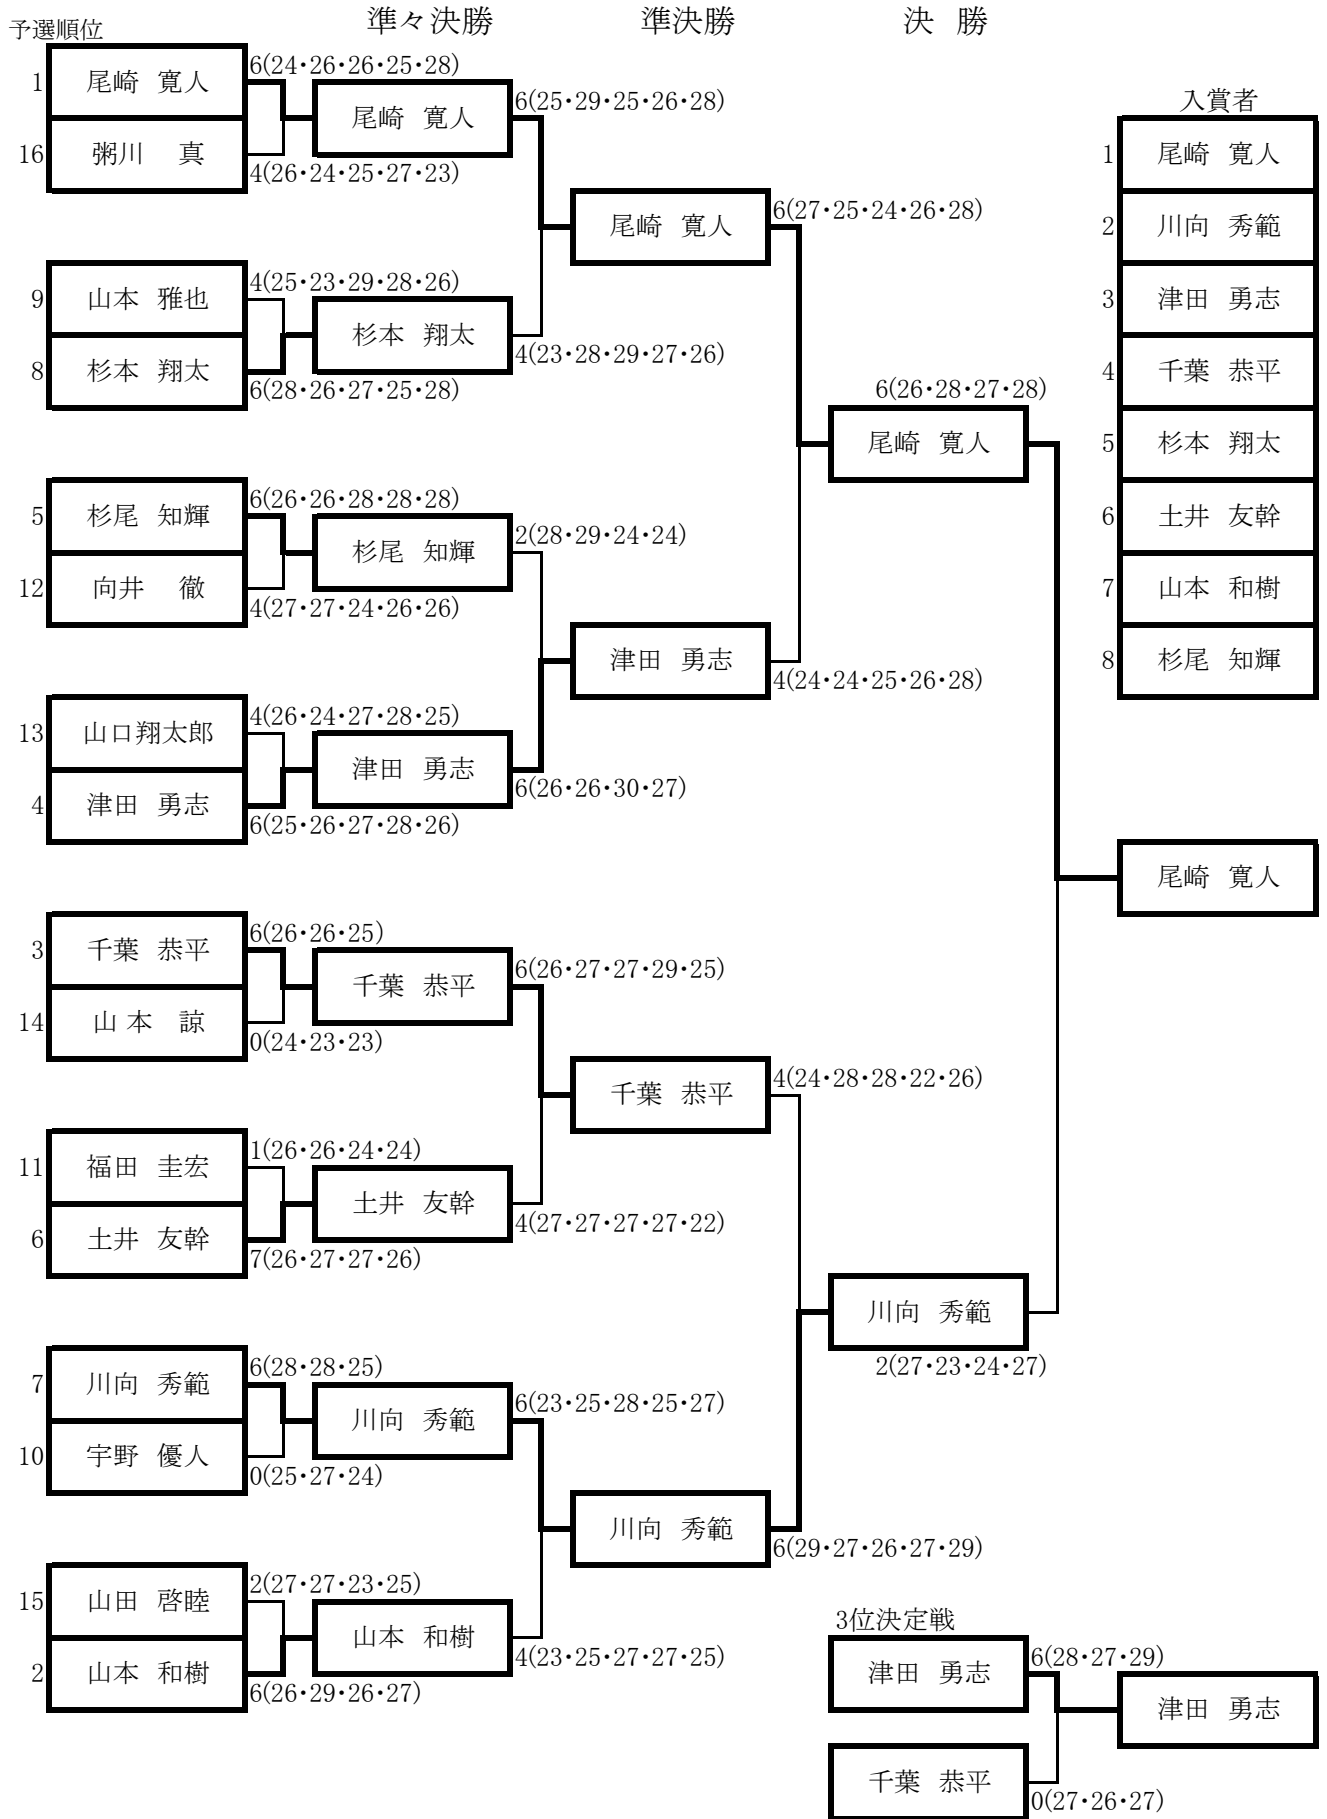 予選順位
準々決勝
準決勝
決 勝
1 尾崎 寛人 6(24・26・26・25・28)
16 粥川 真 4(26・24・25・27・23)
9 山本 雅也 4(25・23・29・28・26)
8 杉本 翔太 6(28・26・27・25・28)
5 杉尾 知輝 6(26・26・28・28・28)
12 向井 徹 4(27・27・24・26・26)
13 山口翔太郎 4(26・24・27・28・25)
4 津田 勇志 6(25・26・27・28・26)
3 千葉 恭平 6(26・26・25)
14 山本 諒 0(24・23・23)
11 福田 圭宏 1(26・26・24・24)
6 土井 友幹 7(26・27・27・26)
7 川向 秀範 6(28・28・25)
10 宇野 優人 0(25・27・24)
15 山田 啓睦 2(27・27・23・25)
2 山本 和樹 6(26・29・26・27)
尾崎 寛人 6(25・29・25・26・28)
杉本 翔太 4(23・28・29・27・26)
杉尾 知輝 2(28・29・24・24)
津田 勇志 6(26・26・30・27)
千葉 恭平 6(26・27・27・29・25)
土井 友幹 4(27・27・27・27・22)
川向 秀範 6(23・25・28・25・27)
山本 和樹 4(23・25・27・27・25)
尾崎 寛人 6(27・25・24・26・28)
津田 勇志 4(24・24・25・26・28)
千葉 恭平 4(24・28・28・22・26)
川向 秀範 6(29・27・26・27・29)
6(26・28・27・28)
尾崎 寛人
川向 秀範
2(27・23・24・27)
尾崎 寛人
入賞者
1 尾崎 寛人
2 川向 秀範
3 津田 勇志
4 千葉 恭平
5 杉本 翔太
6 土井 友幹
7 山本 和樹
8 杉尾 知輝
3位決定戦
津田 勇志 6(28・27・29)
千葉 恭平 0(27・26・27)
津田 勇志